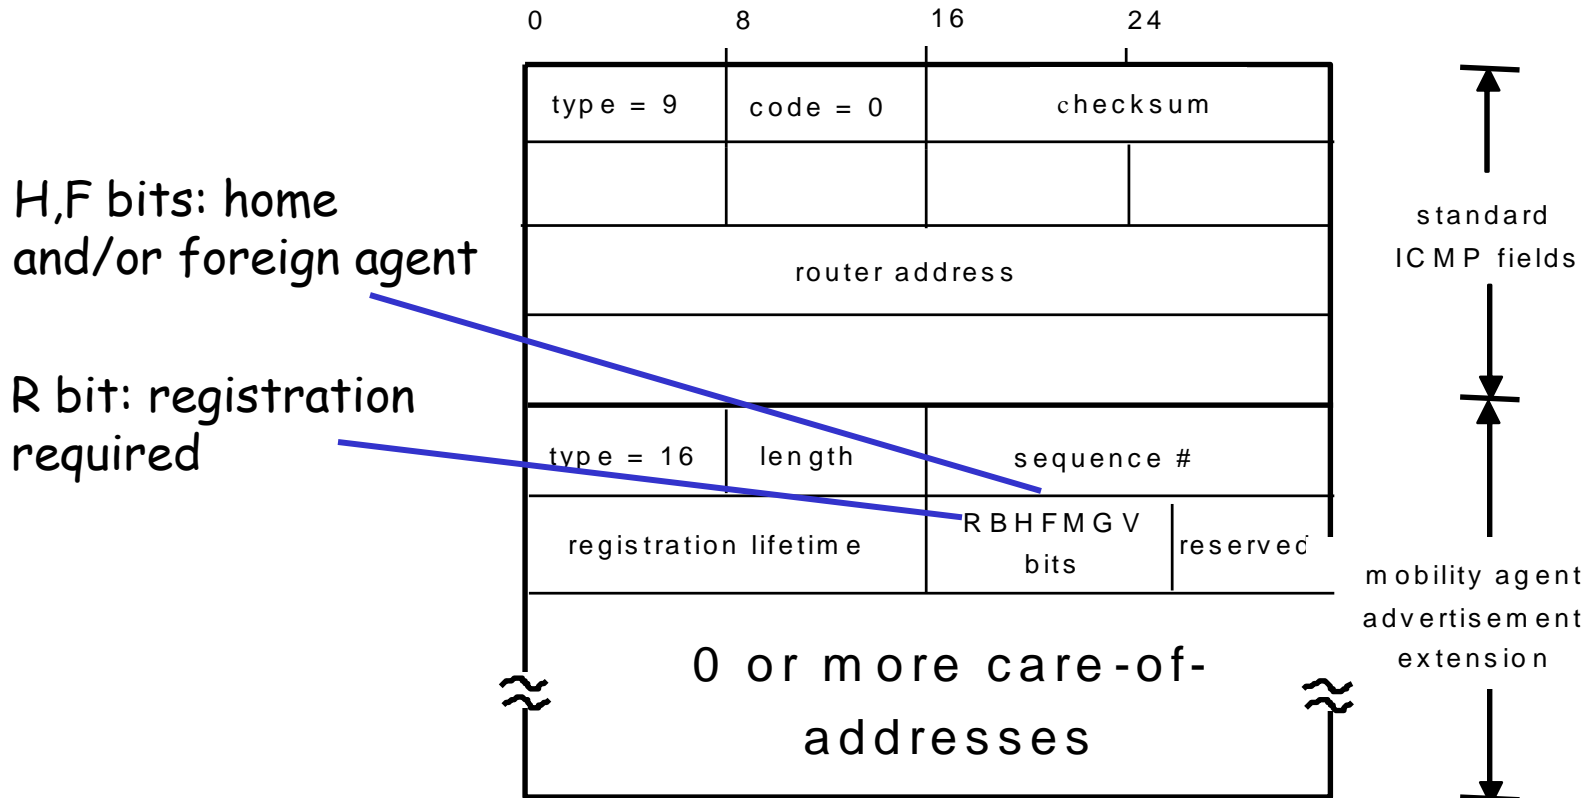 0 8 16 24
type = 9 code = 0 checksum
H,F bits: home
and/or foreign agent
standard
ICMP fields
router address
R bit: registration
required
type = 16 length sequence #
registration lifetime
RBHFMGV
bits
reserved
mobility agent
advertisement
extension
0 or more care-of-
addresses